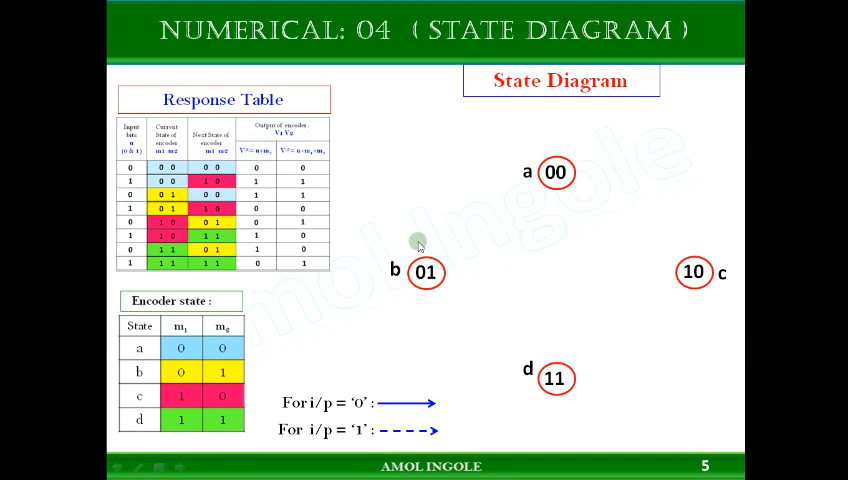 NUMERICAL: 04 ( STATE DIAGRAM )
State Diagram
Response Table
Input bits n (0 & 1) Current State of encoder m1 m2 Next State of encoder m1 m2 Output of encoder: V1 V2
0 0 0 0 0 0 0
1 0 0 1 0 1 1
0 0 1 0 0 1 1
1 0 1 1 0 0 0
0 1 0 0 1 0 1
1 1 0 1 1 1 0
0 1 1 0 1 1 0
1 1 1 1 1 0 1
a 00
b 01
10 c
d 11
Encoder state :
State m1 m2
a 0 0
b 0 1
c 1 0
d 1 1
For i/p = ‘0’ :
For i/p = ‘1’ :
AMOL INGOLE
5
Amol Ingole
Amol Ingole